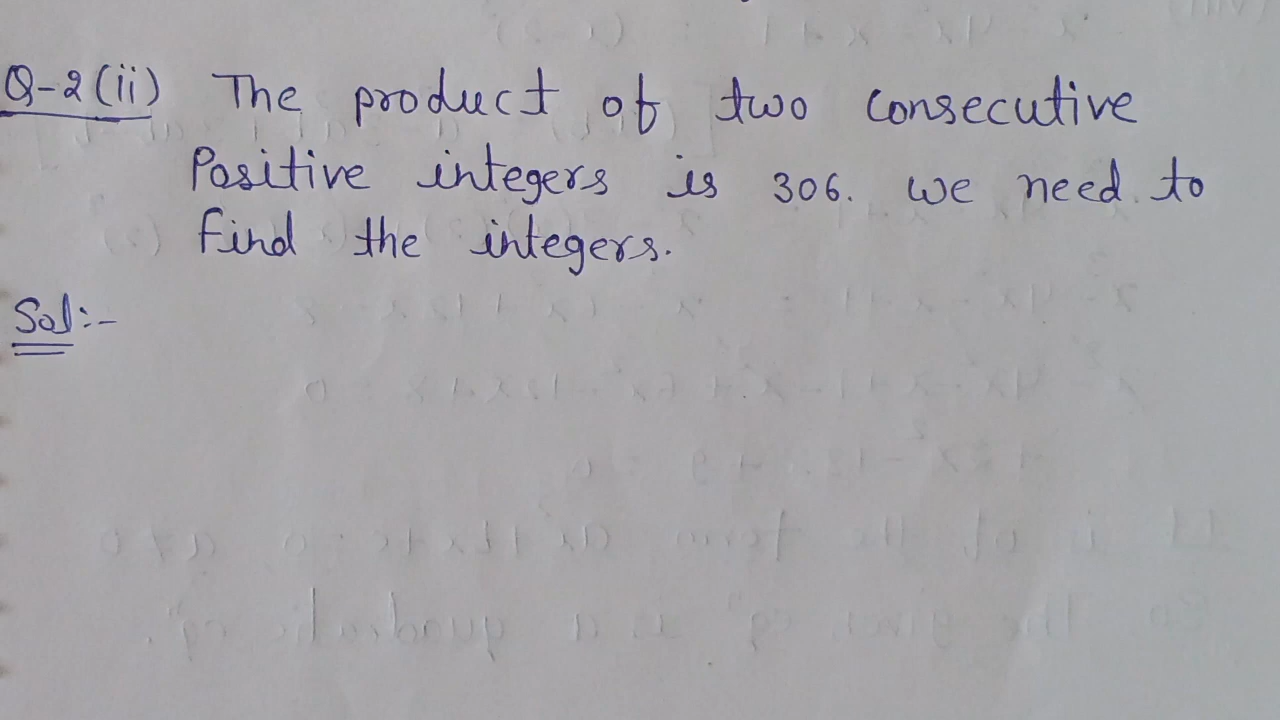 Q-2(ii) The product of two consecutive
Positive integers is 306. we need to
find the integers.
Sol:-